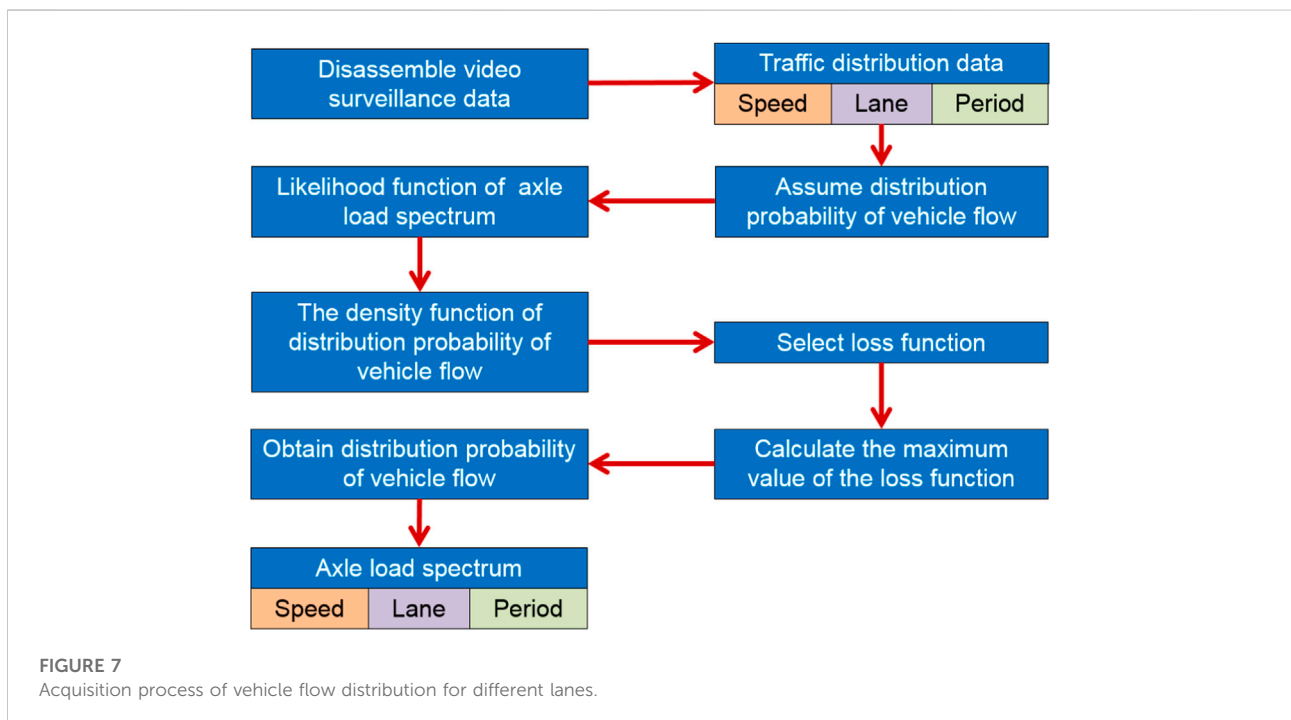 Disassemble video
surveillance data
Traffic distribution data
Speed Lane Period
Likelihood function of axle
load spectrum
Assume distribution
probability of vehicle flow
The density function of
distribution probability of
vehicle flow
Select loss function
Obtain distribution probability
of vehicle flow
Calculate the maximum
value of the loss function
Axle load spectrum
Speed Lane Period
FIGURE 7
Acquisition process of vehicle flow distribution for different lanes.